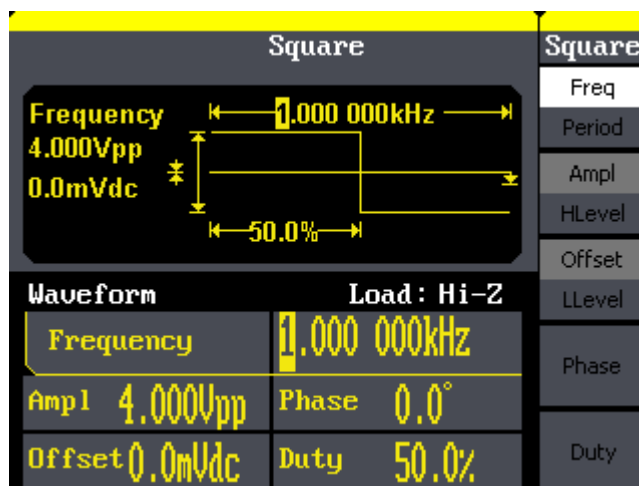 Square
Square
Frequency 1.000 000kHz
4.000Vpp
0.0mVdc
50.0%
Freq
Period
Ampl
HLevel
Offset
LLevel
Phase
Duty
Waveform Load: Hi-Z
Frequency 1.000 000kHz
Ampl 4.000Vpp Phase 0.0°
Offset 0.0mVdc Duty 50.0%